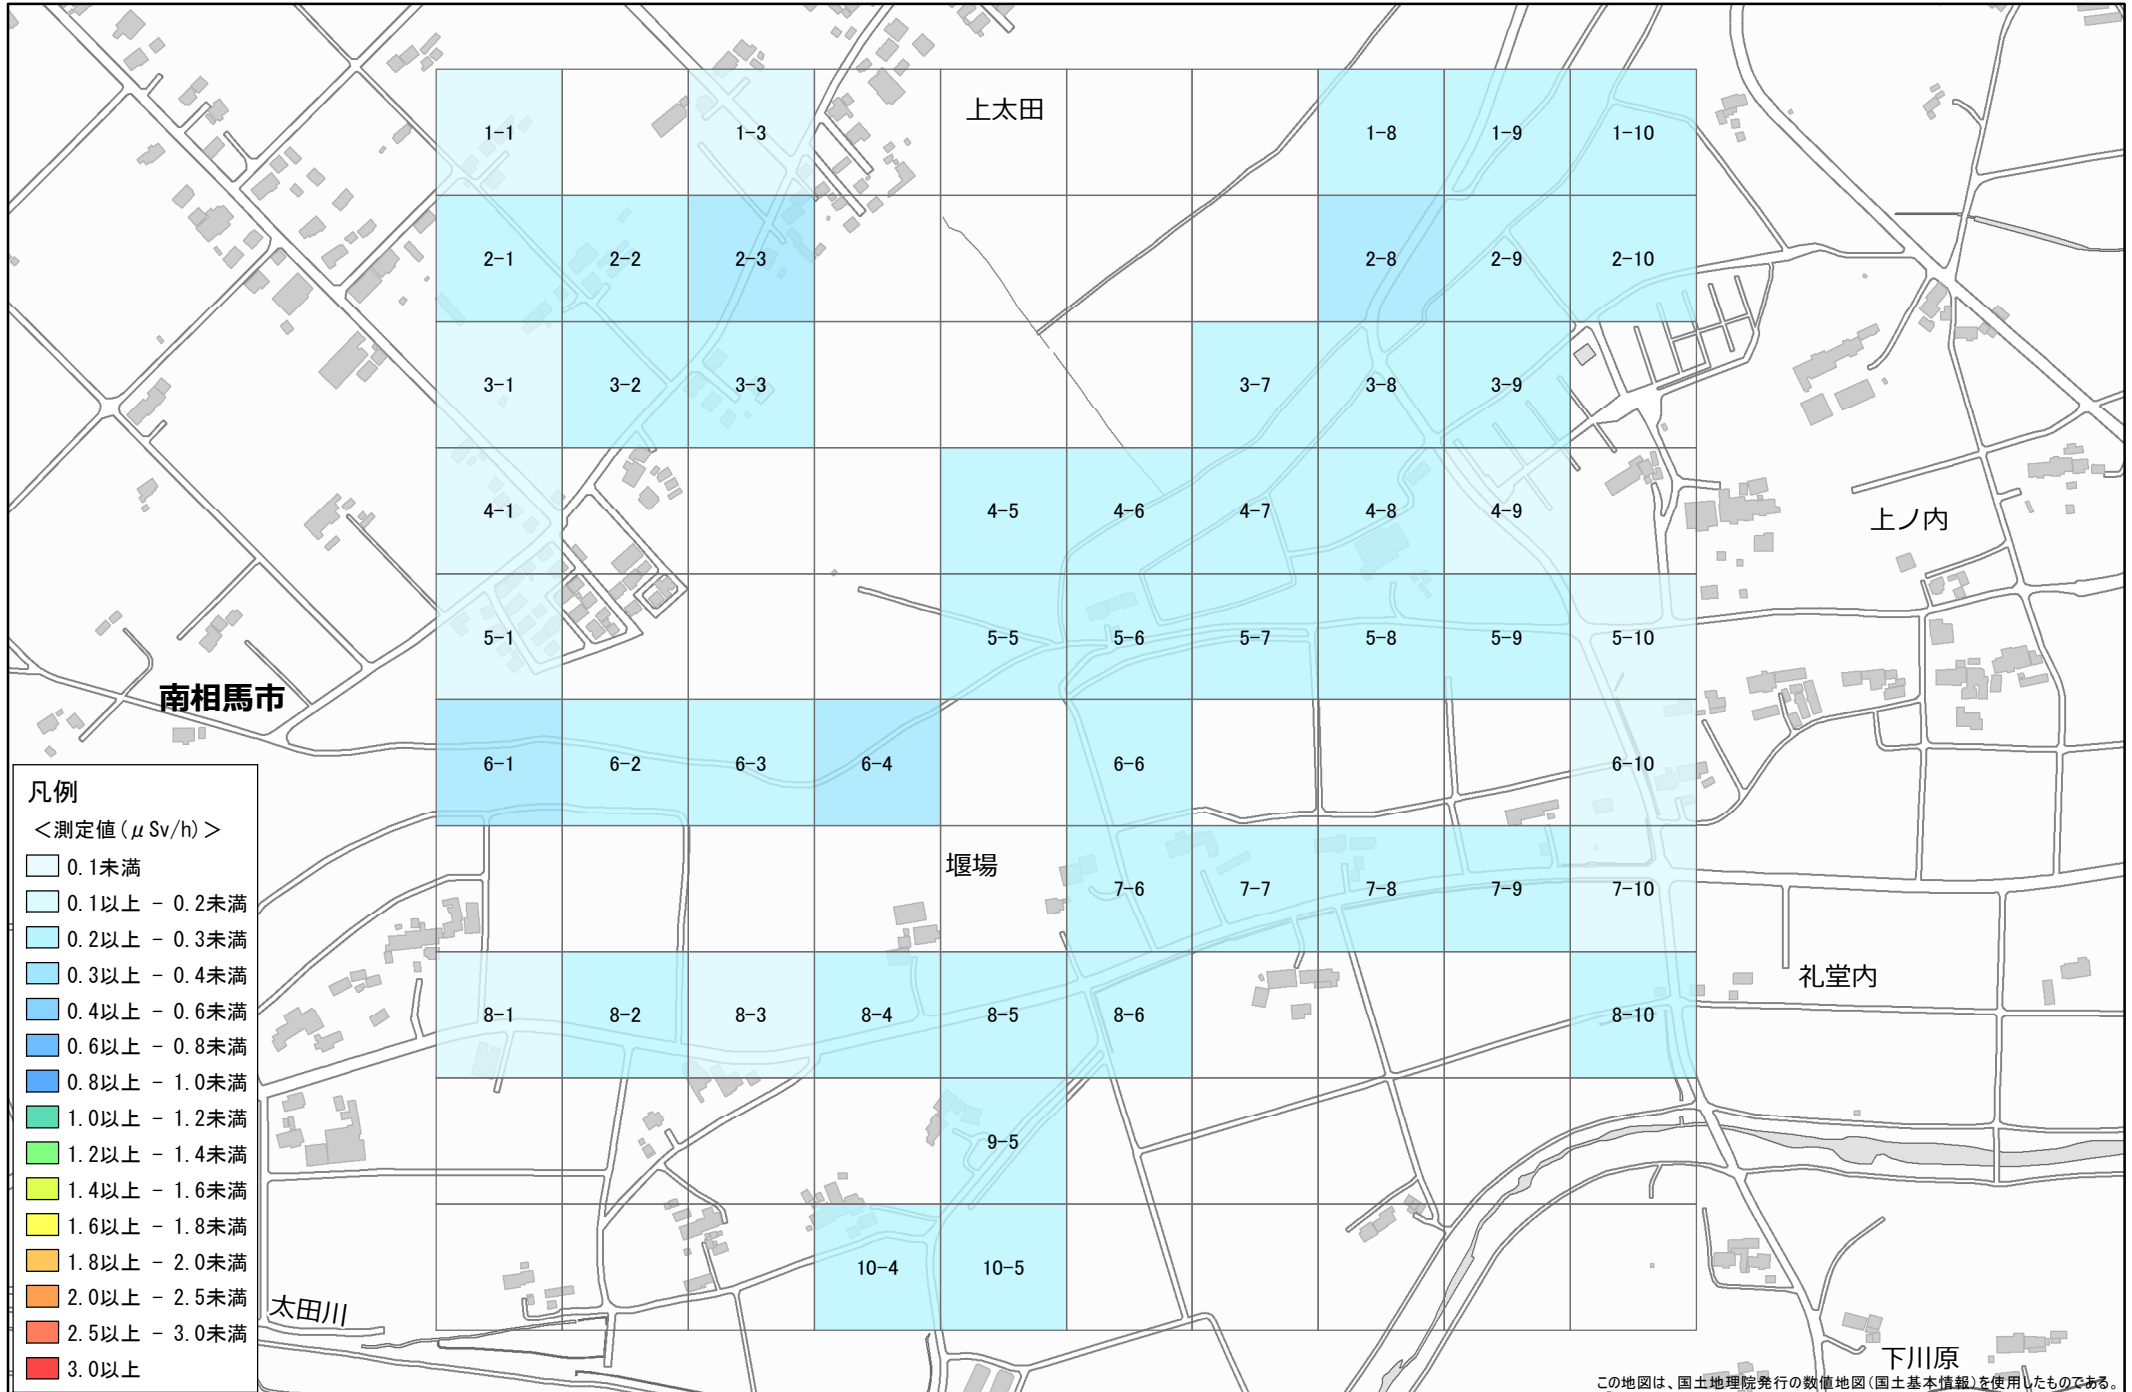 上太田
1-1
1-3
1-8
1-9
1-10
2-1
2-2
2-3
2-8
2-9
2-10
3-1
3-2
3-3
3-7
3-8
3-9
4-1
4-5
4-6
4-7
4-8
4-9
上ノ内
5-1
5-5
5-6
5-7
5-8
5-9
5-10
南相馬市
6-1
6-2
6-3
6-4
6-6
6-10
堰場
7-6
7-7
7-8
7-9
7-10
礼堂内
8-1
8-2
8-3
8-4
8-5
8-6
8-10
9-5
10-4
10-5
太田川
下川原
凡例
<測定値(μSv/h)>
0.1未満
0.1以上 - 0.2未満
0.2以上 - 0.3未満
0.3以上 - 0.4未満
0.4以上 - 0.6未満
0.6以上 - 0.8未満
0.8以上 - 1.0未満
1.0以上 - 1.2未満
1.2以上 - 1.4未満
1.4以上 - 1.6未満
1.6以上 - 1.8未満
1.8以上 - 2.0未満
2.0以上 - 2.5未満
2.5以上 - 3.0未満
3.0以上
この地図は、国土地理院発行の数値地図(国土基本情報)を使用したものである。